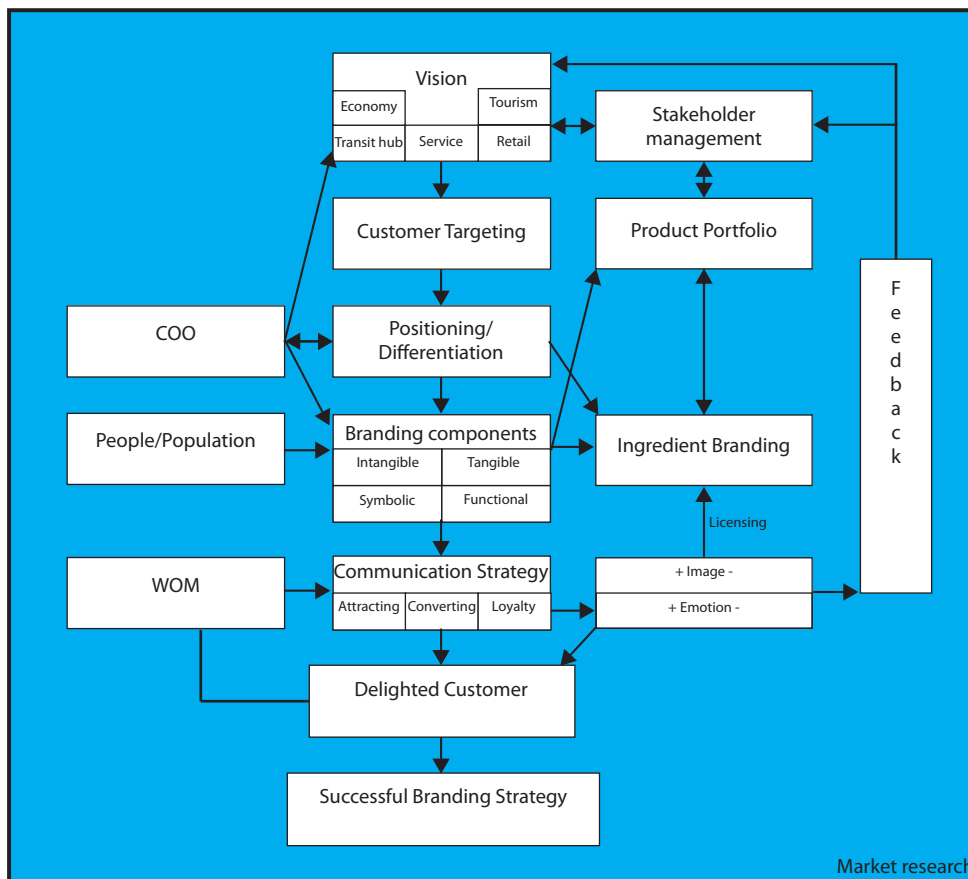 Vision
Economy
Tourism
Transit hub
Service
Retail
Stakeholder
management
Customer Targeting
Product Portfolio
COO
Positioning/
Differentiation
People/Population
Branding components
Intangible
Tangible
Symbolic
Functional
Ingredient Branding
Feedback
Licensing
WOM
Communication Strategy
Attracting
Converting
Loyalty
+ Image -
+ Emotion -
Delighted Customer
Successful Branding Strategy
Market research